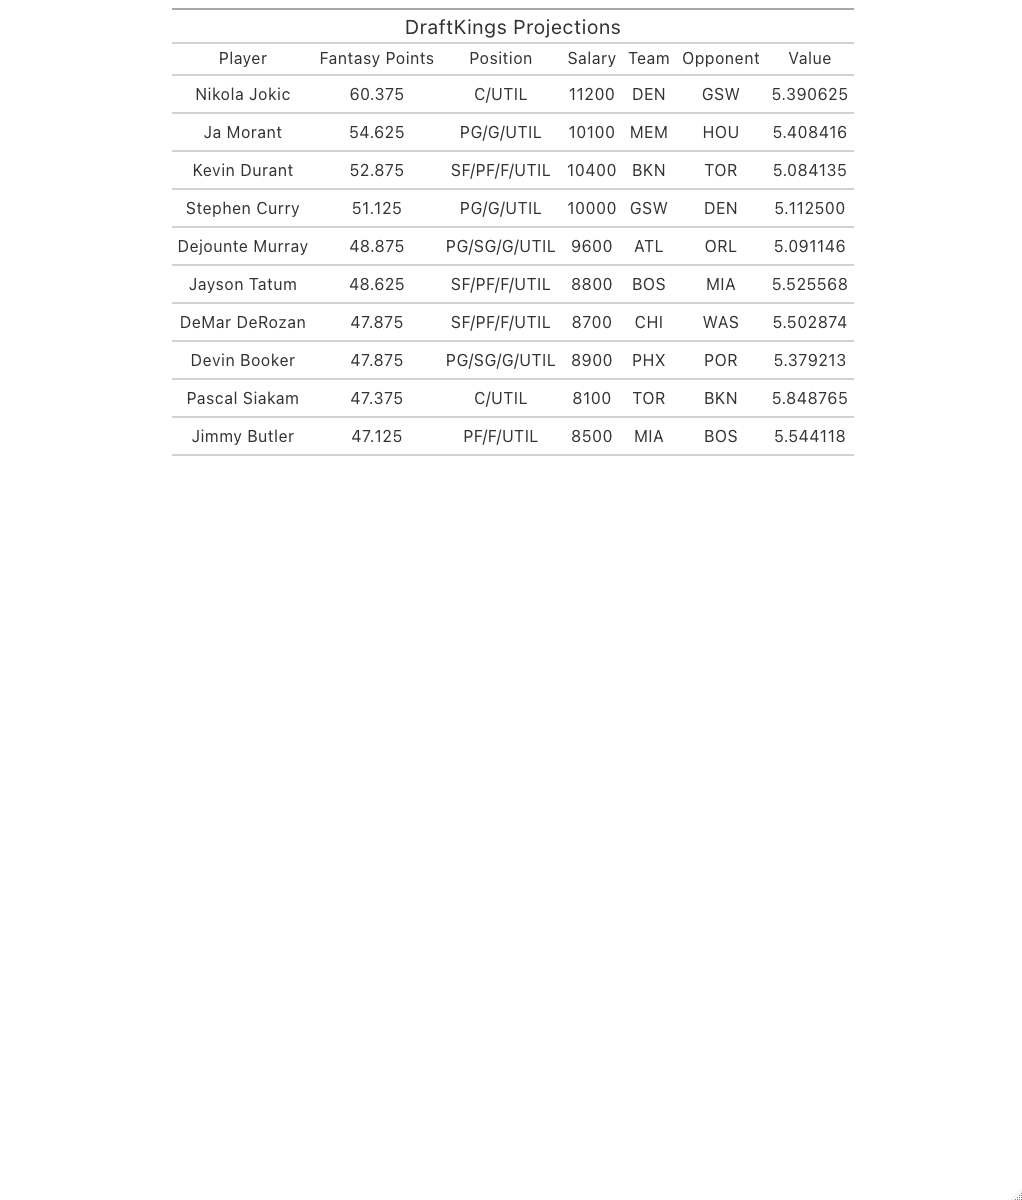 DraftKings Projections
Player Fantasy Points Position Salary Team Opponent Value
Nikola Jokic 60.375 C/UTIL 11200 DEN GSW 5.390625
Ja Morant 54.625 PG/G/UTIL 10100 MEM HOU 5.408416
Kevin Durant 52.875 SF/PF/F/UTIL 10400 BKN TOR 5.084135
Stephen Curry 51.125 PG/G/UTIL 10000 GSW DEN 5.112500
Dejounte Murray 48.875 PG/SG/G/UTIL 9600 ATL ORL 5.091146
Jayson Tatum 48.625 SF/PF/F/UTIL 8800 BOS MIA 5.525568
DeMar DeRozan 47.875 SF/PF/F/UTIL 8700 CHI WAS 5.502874
Devin Booker 47.875 PG/SG/G/UTIL 8900 PHX POR 5.379213
Pascal Siakam 47.375 C/UTIL 8100 TOR BKN 5.848765
Jimmy Butler 47.125 PF/F/UTIL 8500 MIA BOS 5.544118